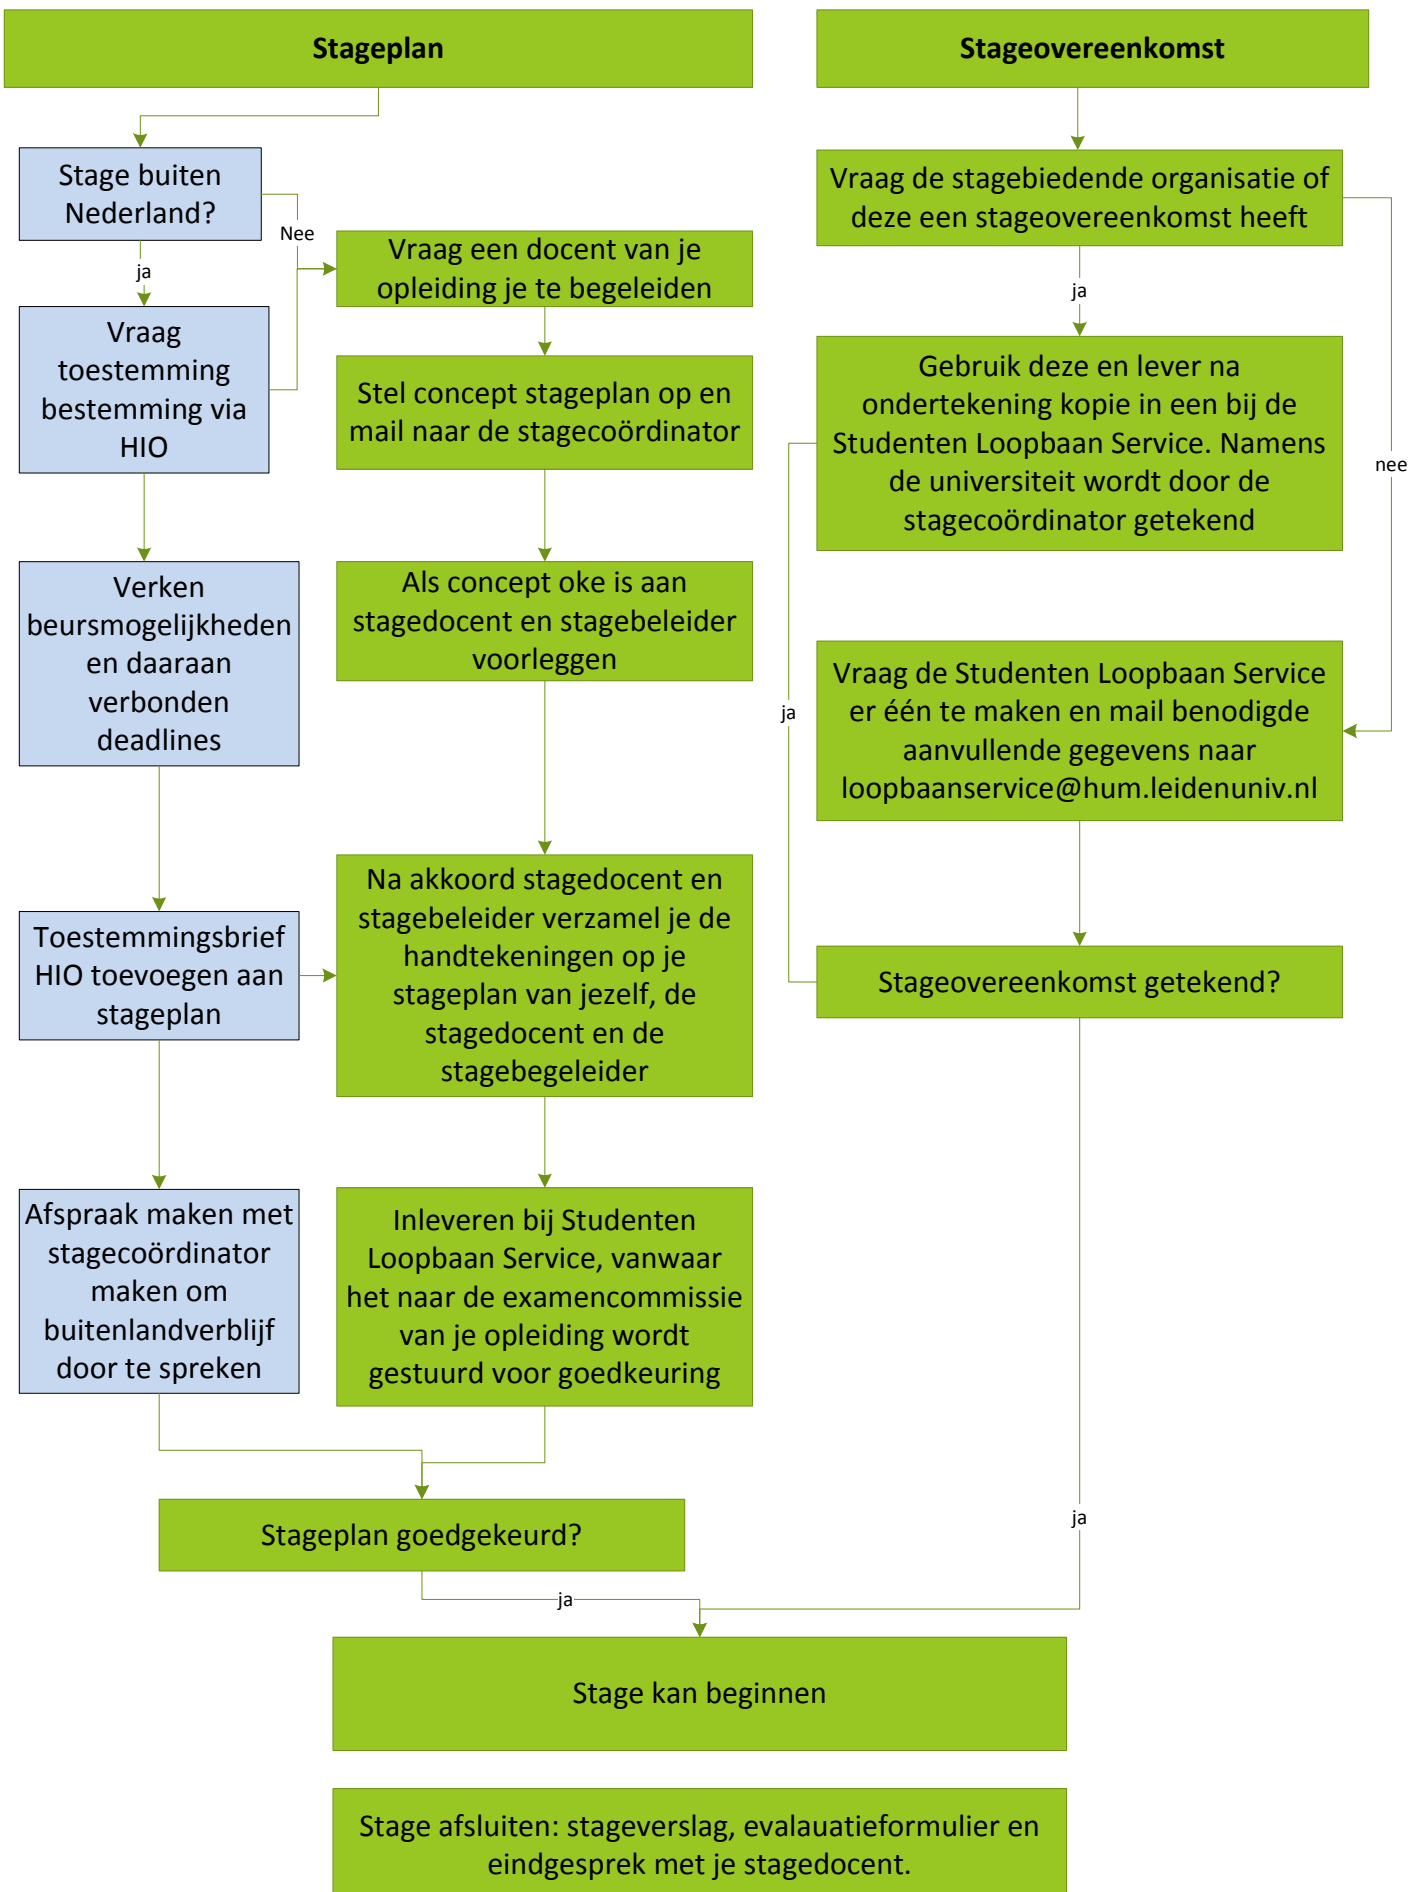 Stageplan
Stageovereenkomst
Stage buiten
Nederland?
Nee
ja
Vraag
toestemming
bestemming via
HIO
Verken
beursmogelijkheden
en daaraan
verbonden
deadlines
Toestemmingsbrief
HIO toevoegen aan
stageplan
Afspraak maken met
stagecoördinator
maken om
buitenlandverblijf
door te spreken
Vraag een docent van je
opleiding je te begeleiden
Stel concept stageplan op en
mail naar de stagecoördinator
Als concept oke is aan
stagedocent en stagebeleider
voorleggen
Na akkoord stagedocent en
stagebeleider verzamel je de
handtekeningen op je
stageplan van jezelf, de
stagedocent en de
stagebegeleider
Inleveren bij Studenten
Loopbaan Service, vanwaar
het naar de examencommissie
van je opleiding wordt
gestuurd voor goedkeuring
Stageplan goedgekeurd?
ja
Vraag de stagebiedende organisatie of
deze een stageovereenkomst heeft
ja
nee
Gebruik deze en lever na
ondertekening kopie in een bij de
Studenten Loopbaan Service. Namens
de universiteit wordt door de
stagecoördinator getekend
ja
Vraag de Studenten Loopbaan Service
er één te maken en mail benodigde
aanvullende gegevens naar
loopbaanservice@hum.leidenuniv.nl
Stageovereenkomst getekend?
ja
Stage kan beginnen
Stage afsluiten: stageverslag, evalauatieformulier en
eindgesprek met je stagedocent.